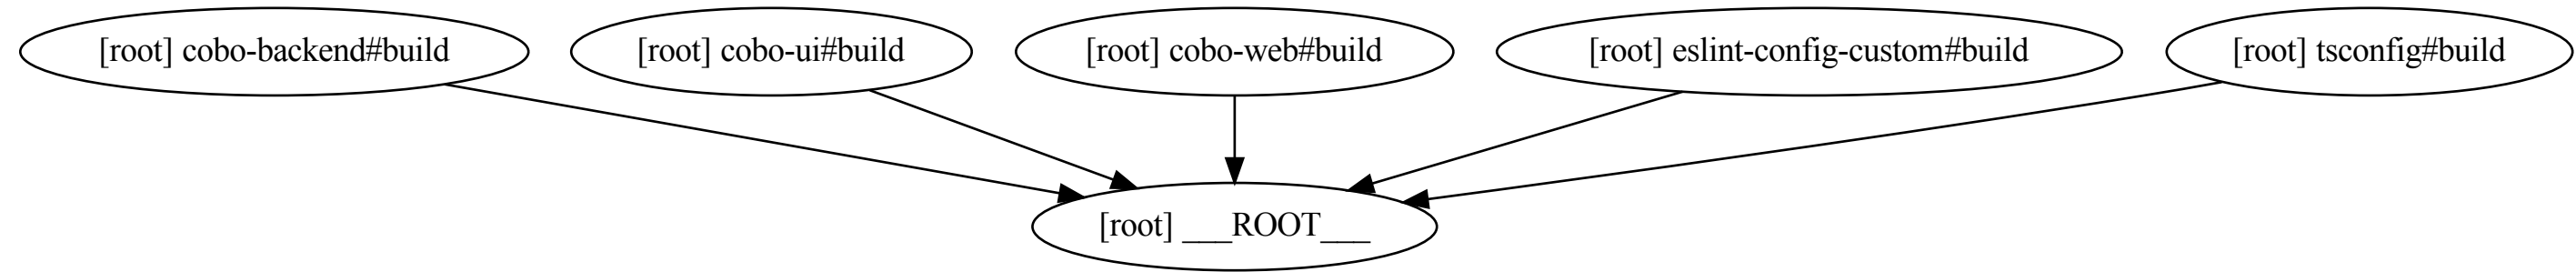 [root] cobo-backend#build
[root] cobo-ui#build
[root] cobo-web#build
[root] eslint-config-custom#build
[root] tsconfig#build
[root] ___ROOT___